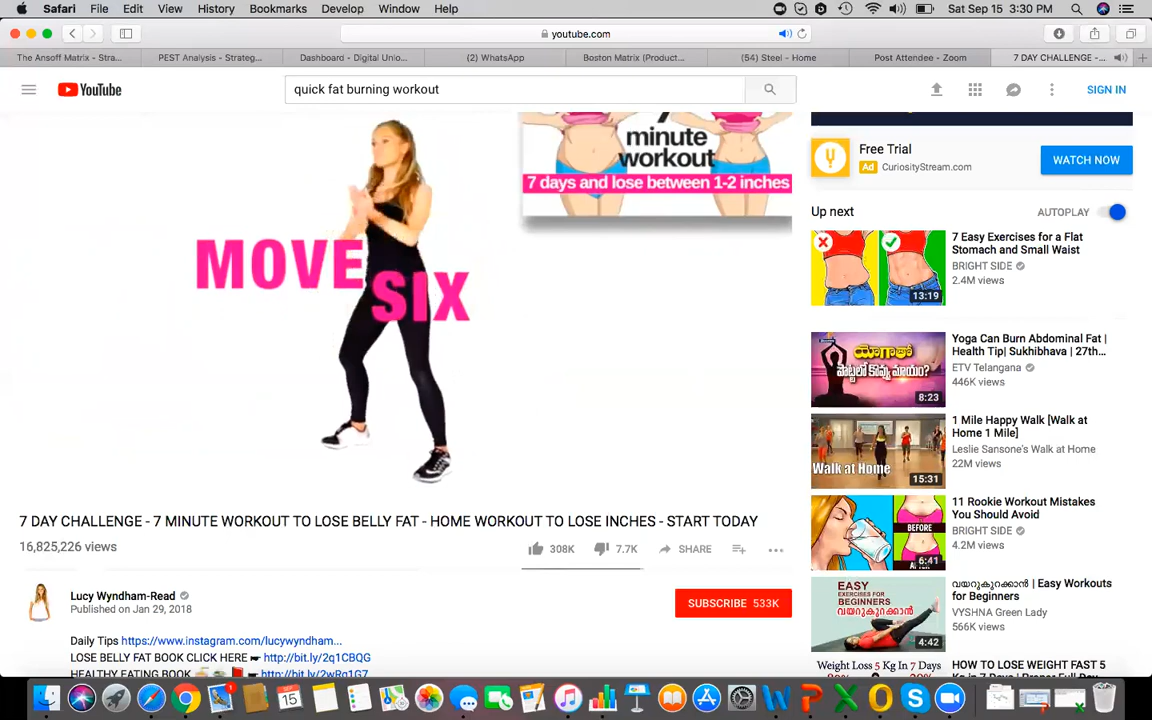 Safari File Edit View History Bookmarks Develop Window Help Sat Sep 15 3:30 PM
youtube.com
The Ansoff Matrix - Stra... PEST Analysis - Strateg... Dashboard - Digital Unio... (2) WhatsApp Boston Matrix (Product... (54) Steel - Home Post Attendee - Zoom 7 DAY CHALLENGE -...
YouTube quick fat burning workout SIGN IN
minute
workout
7 days and lose between 1-2 inches
MOVE
SIX
7 DAY CHALLENGE - 7 MINUTE WORKOUT TO LOSE BELLY FAT - HOME WORKOUT TO LOSE INCHES - START TODAY
16,825,226 views 308K 7.7K SHARE
Lucy Wyndham-Read
Published on Jan 29, 2018
SUBSCRIBE 533K
Daily Tips https://www.instagram.com/lucywyndham...
LOSE BELLY FAT BOOK CLICK HERE http://bit.ly/2q1CBQG
HEALTHY EATING BOOK http://bit.ly/2wRg1G7
Free Trial
Ad CuriosityStream.com
WATCH NOW
Up next AUTOPLAY
7 Easy Exercises for a Flat
Stomach and Small Waist
BRIGHT SIDE
2.4M views
13:19
Yoga Can Burn Abdominal Fat |
Health Tip| Sukhibhava | 27th...
ETV Telangana
446K views
యోగాతో
పొట్టలో కొవ్వు మాయం?
8:23
1 Mile Happy Walk [Walk at
Home 1 Mile]
Leslie Sansone's Walk at Home
22M views
Walk at Home
15:31
11 Rookie Workout Mistakes
You Should Avoid
BRIGHT SIDE
4.2M views
BEFORE
6:41
വയറുകുറക്കാൻ | Easy Workouts
for Beginners
VYSHNA Green Lady
566K views
EASY
EXERCISES FOR
BEGINNERS
വയറുകുറക്കാൻ
4:42
HOW TO LOSE WEIGHT FAST 5
Weight Loss 5 Kg In 7 Days
SEP
15